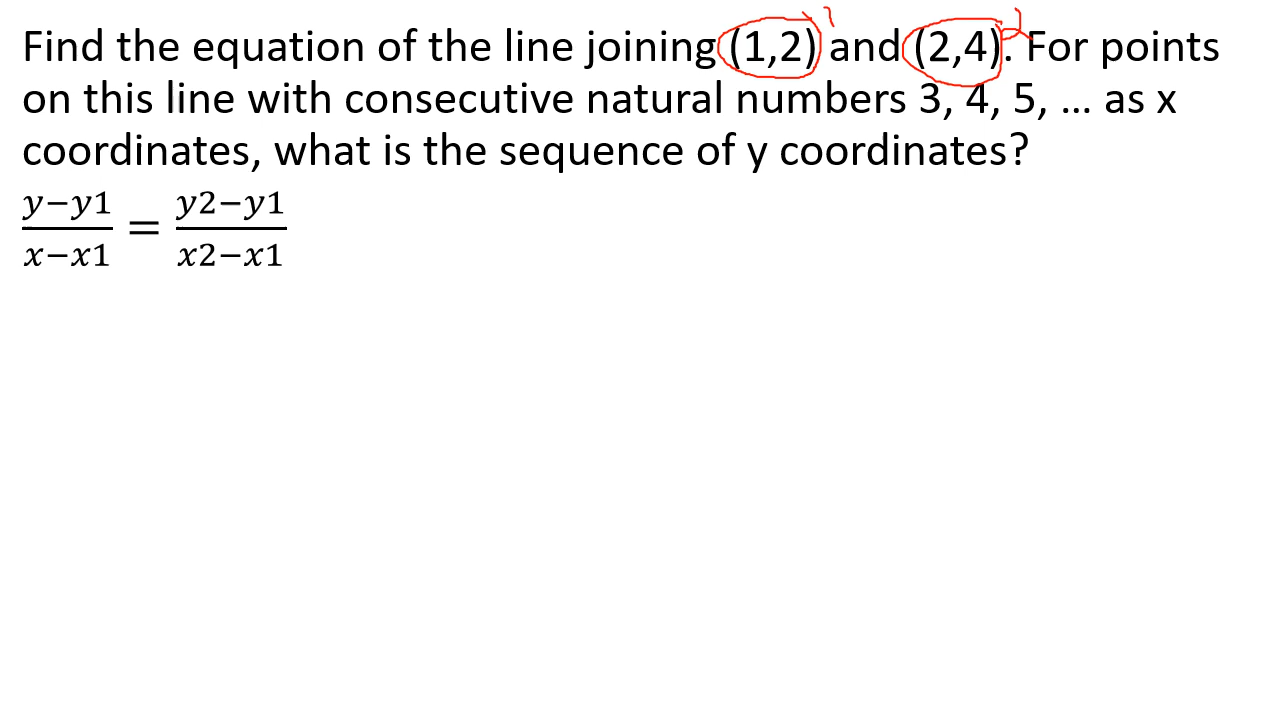 Find the equation of the line joining (1,2) and (2,4). For points
on this line with consecutive natural numbers 3, 4, 5, … as x
coordinates, what is the sequence of y coordinates?
y−y1/x−x1 = y2−y1/x2−x1